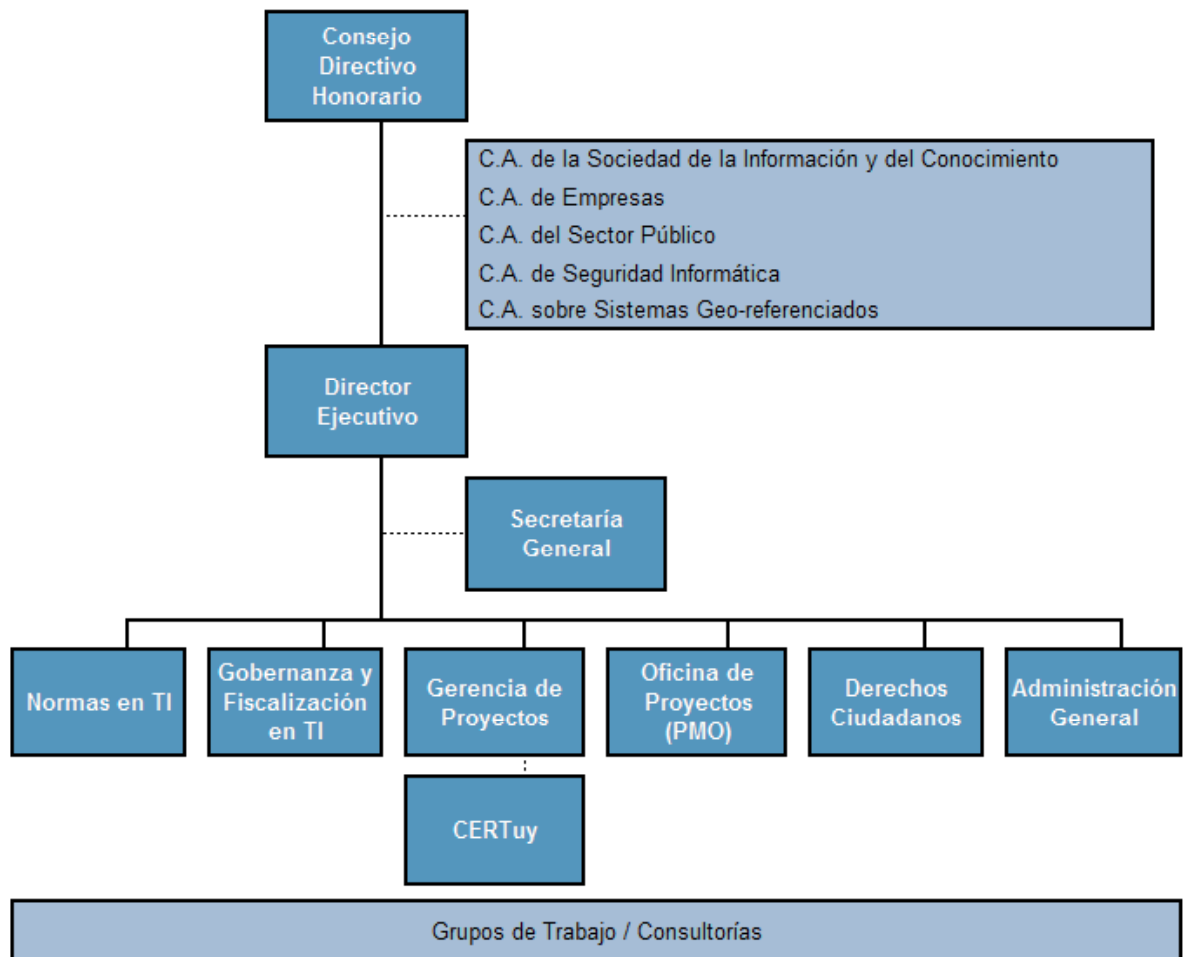 Consejo
Directivo
Honorario
C.A. de la Sociedad de la Información y del Conocimiento
C.A. de Empresas
C.A. del Sector Público
C.A. de Seguridad Informática
C.A. sobre Sistemas Geo-referenciados
Director
Ejecutivo
Secretaría
General
Normas en TI
Gobernanza y
Fiscalización
en TI
Gerencia de
Proyectos
Oficina de
Proyectos
(PMO)
Derechos
Ciudadanos
Administración
General
CERTuy
Grupos de Trabajo / Consultorías